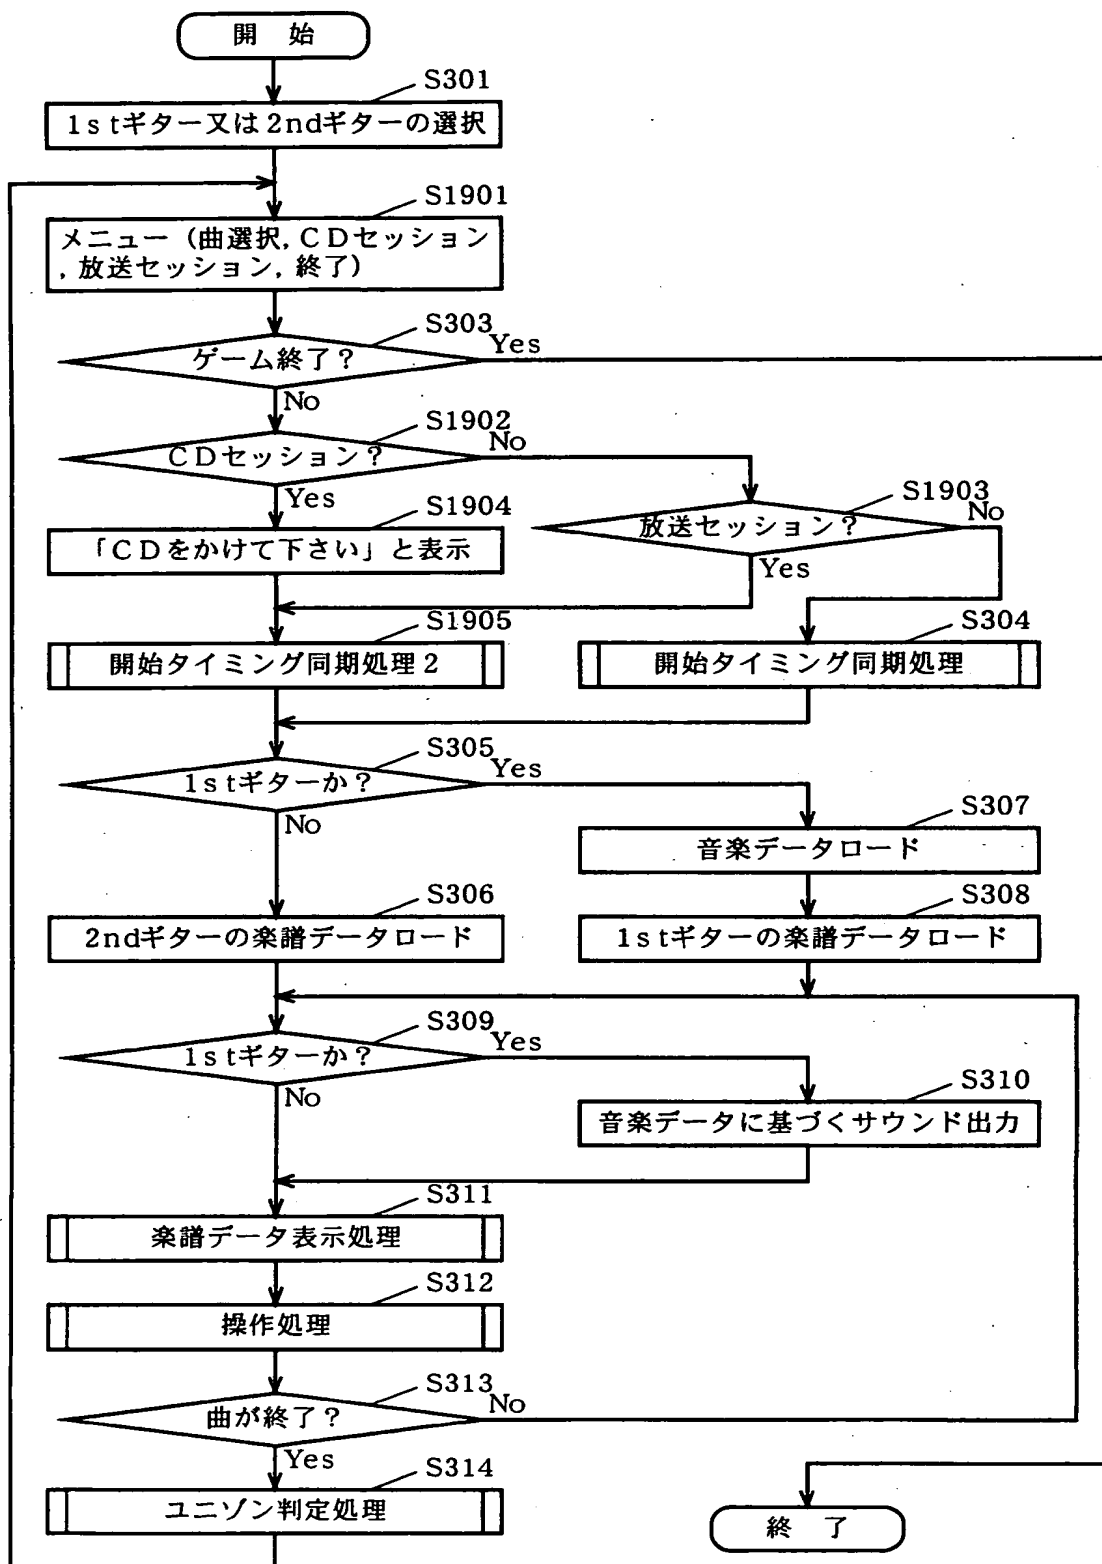 開 始
S301
1stギター又は2ndギターの選択
S1901
メニュー(曲選択,CDセッション
,放送セッション,終了)
S303
ゲーム終了?
Yes
No
S1902
CDセッション?
No
Yes
S1903
放送セッション?
No
Yes
S1904
「CDをかけて下さい」と表示
S1905
開始タイミング同期処理2
S304
開始タイミング同期処理
S305
1stギターか?
Yes
No
S307
音楽データロード
S306
2ndギターの楽譜データロード
S308
1stギターの楽譜データロード
S309
1stギターか?
Yes
No
S310
音楽データに基づくサウンド出力
S311
楽譜データ表示処理
S312
操作処理
S313
曲が終了?
No
Yes
S314
ユニゾン判定処理
終 了